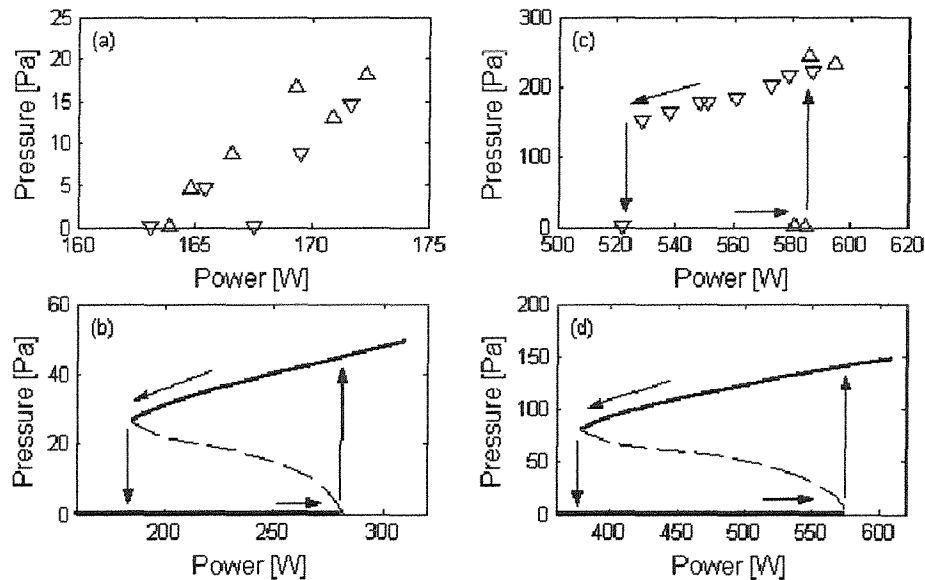 (a)
Pressure [Pa]
25
20
15
10
5
0
160 165 170 175
Power [W]
(c)
Pressure [Pa]
300
200
100
0
500 520 540 560 580 600 620
Power [W]
(b)
Pressure [Pa]
60
40
20
0
200 250 300
Power [W]
(d)
Pressure [Pa]
200
150
100
50
0
400 450 500 550 600
Power [W]